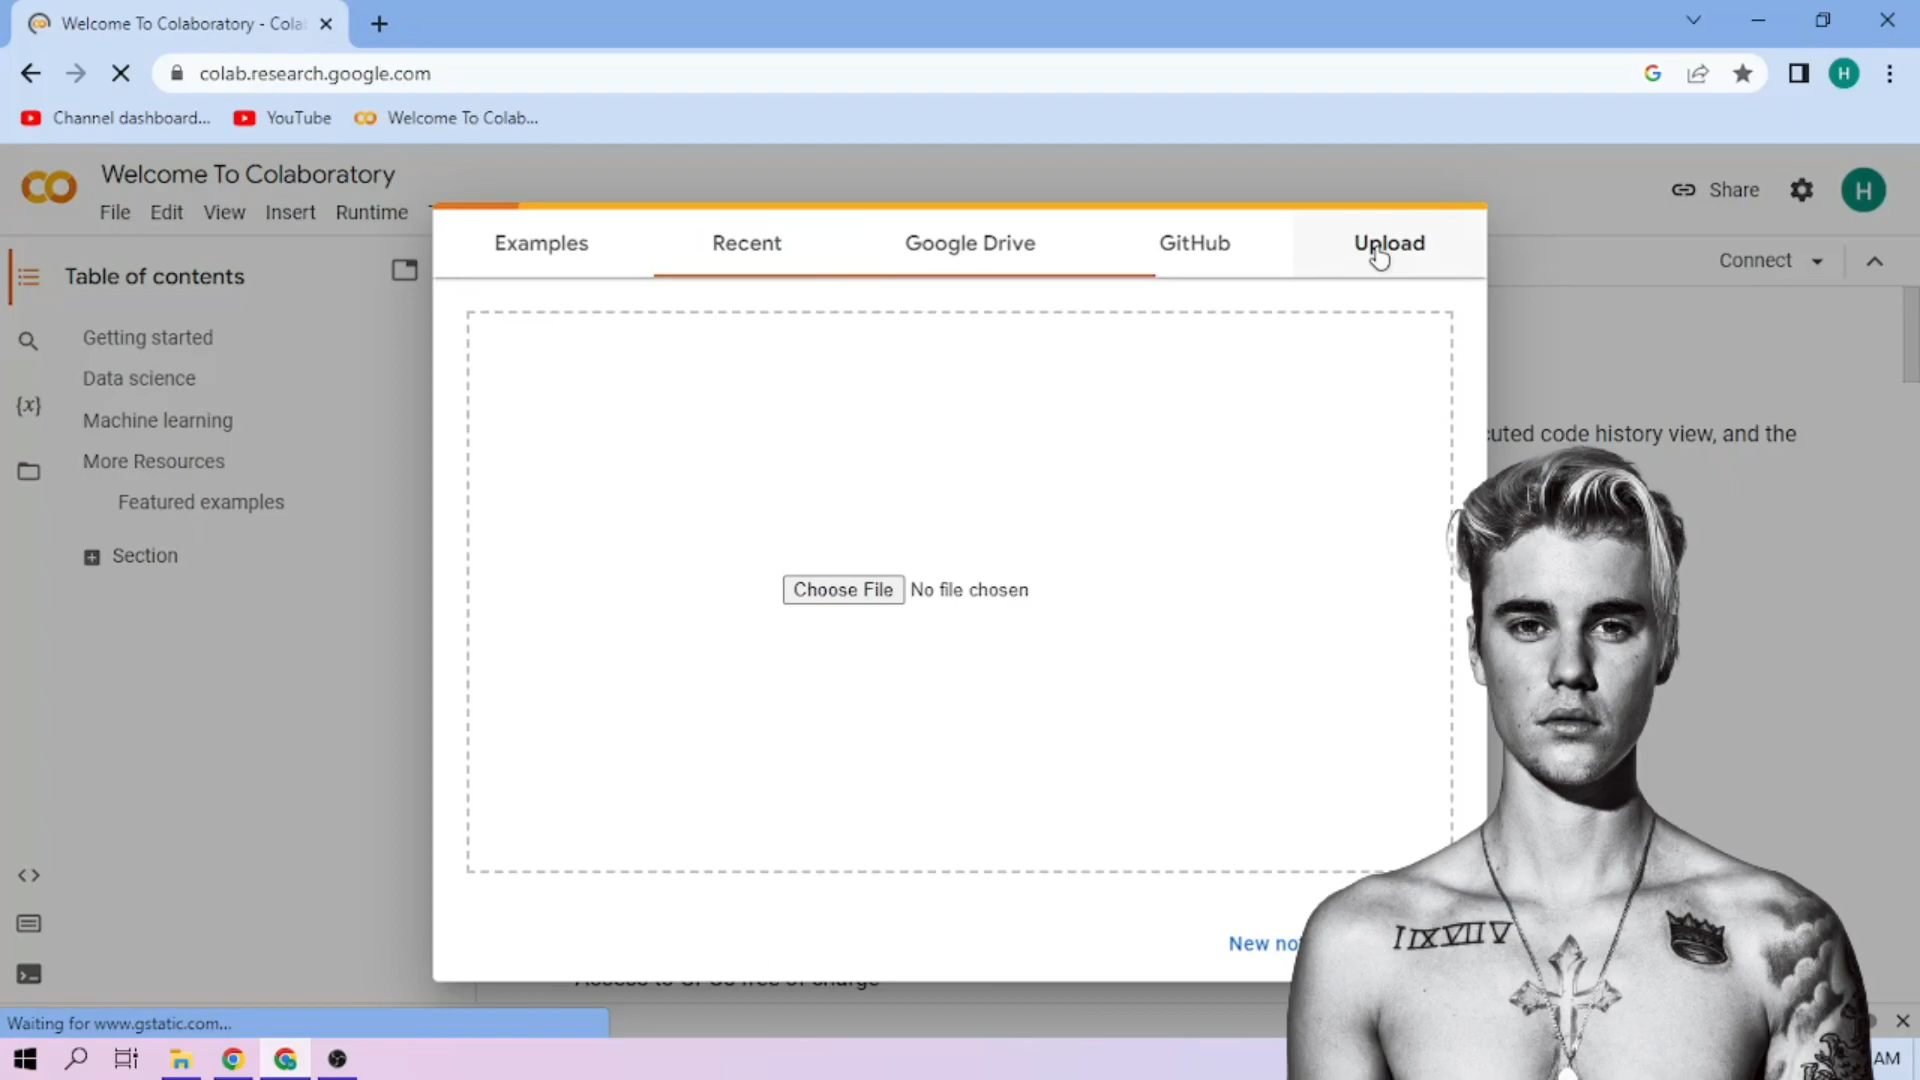 Welcome To Colaboratory - Cola
colab.research.google.com
H
Channel dashboard...
YouTube
Welcome To Colab...
Welcome To Colaboratory
File Edit View Insert Runtime
Share
H
Examples
Recent
Google Drive
GitHub
Upload
Connect
Table of contents
Getting started
Data science
Machine learning
More Resources
Featured examples
Section
cuted code history view, and the
Choose File No file chosen
New no
IIXVIIV
Waiting for www.gstatic.com...
AM